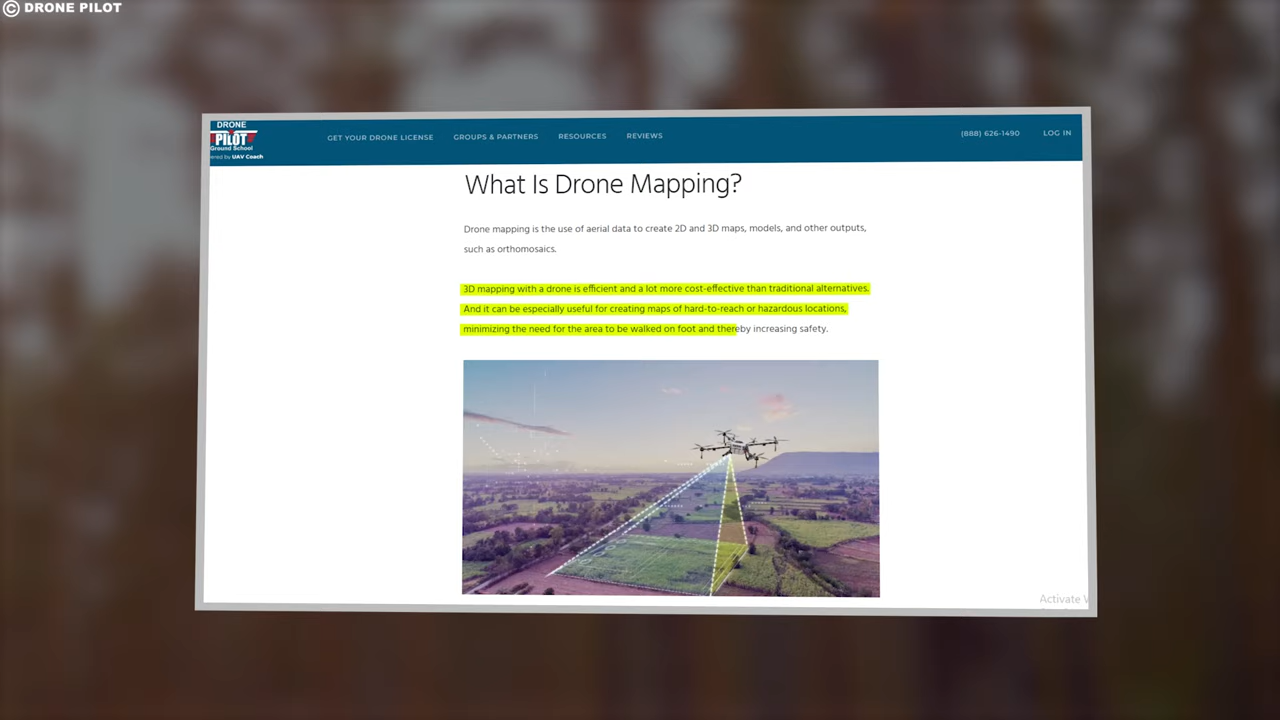 © DRONE PILOT
DRONE
PILOT
Ground School
ered by UAV Coach
GET YOUR DRONE LICENSE GROUPS & PARTNERS RESOURCES REVIEWS (888) 626-1490 LOG IN
What Is Drone Mapping?
Drone mapping is the use of aerial data to create 2D and 3D maps, models, and other outputs,
such as orthomosaics.
3D mapping with a drone is efficient and a lot more cost-effective than traditional alternatives.
And it can be especially useful for creating maps of hard-to-reach or hazardous locations,
minimizing the need for the area to be walked on foot and thereby increasing safety.
Activate